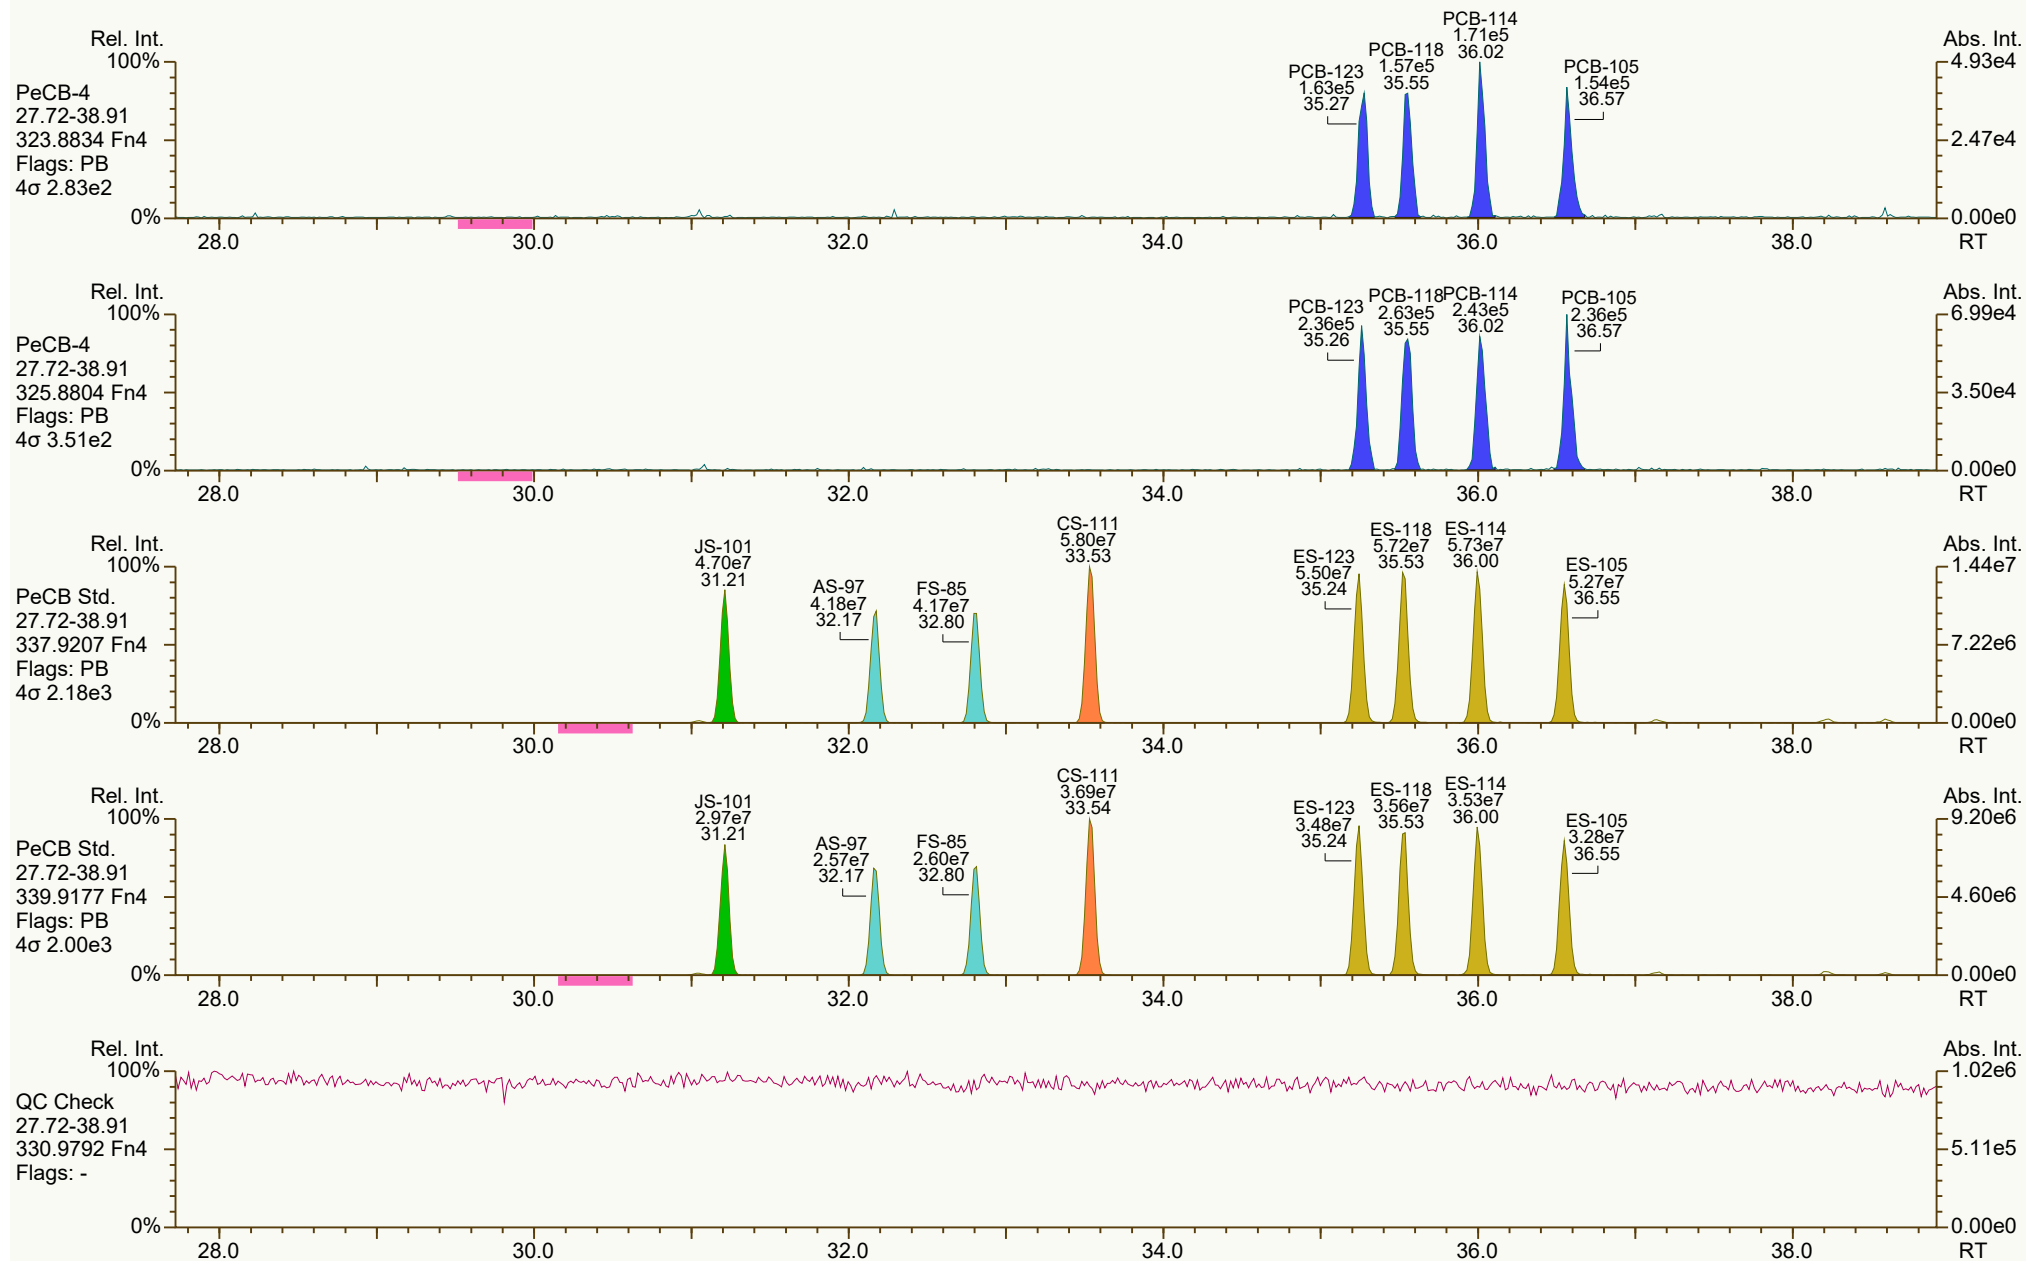 Rel. Int.
100%
0%
PeCB-4
27.72-38.91
323.8834 Fn4
Flags: PB
4σ 2.83e2
PCB-123
1.63e5
35.27
PCB-118
1.57e5
35.55
PCB-114
1.71e5
36.02
PCB-105
1.54e5
36.57
Abs. Int.
4.93e4
2.47e4
0.00e0
28.0 30.0 32.0 34.0 36.0 38.0 RT
Rel. Int.
100%
0%
PeCB-4
27.72-38.91
325.8804 Fn4
Flags: PB
4σ 3.51e2
PCB-123
2.36e5
35.26
PCB-118
2.63e5
35.55
PCB-114
2.43e5
36.02
PCB-105
2.36e5
36.57
Abs. Int.
6.99e4
3.50e4
0.00e0
28.0 30.0 32.0 34.0 36.0 38.0 RT
Rel. Int.
100%
0%
PeCB Std.
27.72-38.91
337.9207 Fn4
Flags: PB
4σ 2.18e3
JS-101
4.70e7
31.21
AS-97
4.18e7
32.17
FS-85
4.17e7
32.80
CS-111
5.80e7
33.53
ES-123
5.50e7
35.24
ES-118
5.72e7
35.53
ES-114
5.73e7
36.00
ES-105
5.27e7
36.55
Abs. Int.
1.44e7
7.22e6
0.00e0
28.0 30.0 32.0 34.0 36.0 38.0 RT
Rel. Int.
100%
0%
PeCB Std.
27.72-38.91
339.9177 Fn4
Flags: PB
4σ 2.00e3
JS-101
2.97e7
31.21
AS-97
2.57e7
32.17
FS-85
2.60e7
32.80
CS-111
3.69e7
33.54
ES-123
3.48e7
35.24
ES-118
3.56e7
35.53
ES-114
3.53e7
36.00
ES-105
3.28e7
36.55
Abs. Int.
9.20e6
4.60e6
0.00e0
28.0 30.0 32.0 34.0 36.0 38.0 RT
Rel. Int.
100%
0%
QC Check
27.72-38.91
330.9792 Fn4
Flags: -
Abs. Int.
1.02e6
5.11e5
0.00e0
28.0 30.0 32.0 34.0 36.0 38.0 RT